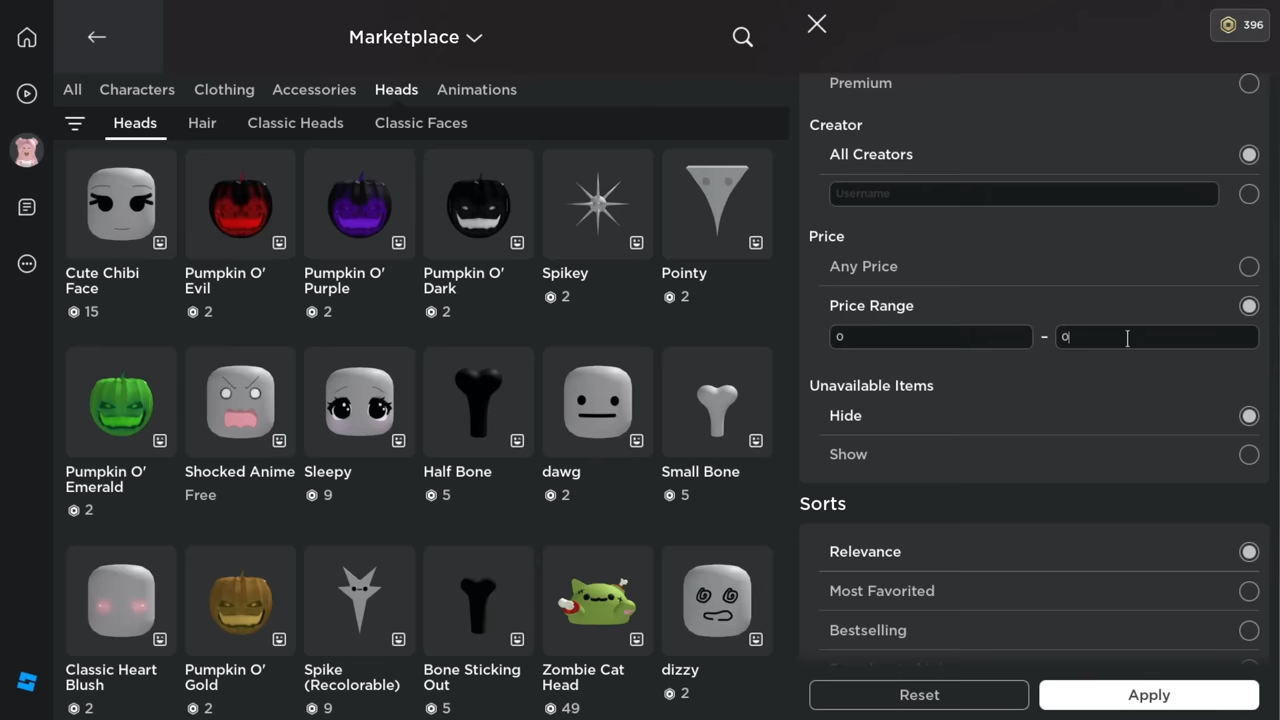 Marketplace
396
All Characters Clothing Accessories Heads Animations
Heads Hair Classic Heads Classic Faces
Cute Chibi
Face
15
Pumpkin O'
Evil
2
Pumpkin O'
Purple
2
Pumpkin O'
Dark
2
Spikey
2
Pointy
2
Pumpkin O'
Emerald
2
Shocked Anime
Free
Sleepy
9
Half Bone
5
dawg
2
Small Bone
5
Classic Heart
Blush
2
Pumpkin O'
Gold
2
Spike
(Recolorable)
9
Bone Sticking
Out
5
Zombie Cat
Head
49
dizzy
2
Premium
Creator
All Creators
Username
Price
Any Price
Price Range
0 - 0
Unavailable Items
Hide
Show
Sorts
Relevance
Most Favorited
Bestselling
Reset Apply